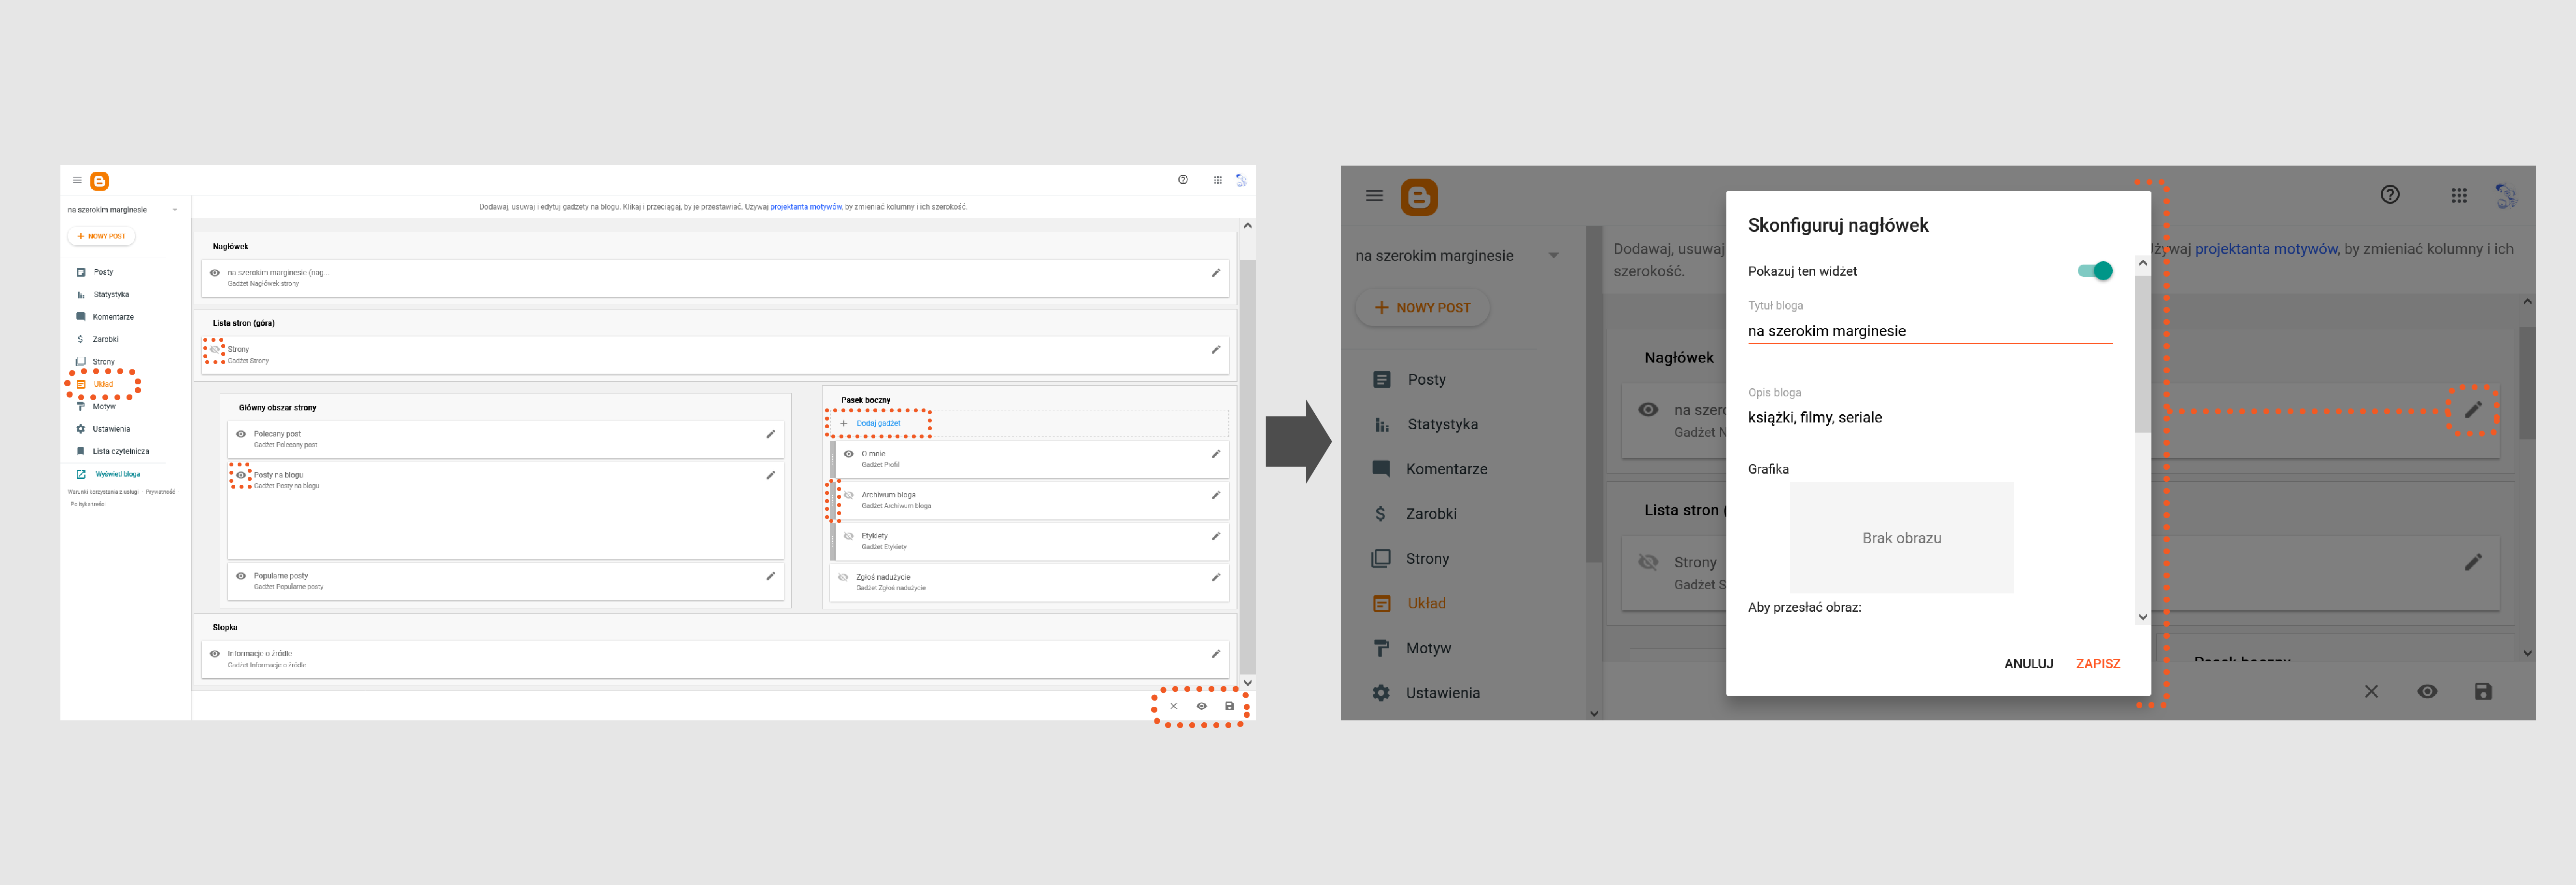 na szerokim marginesie
+ NOWY POST
Posty
Statystyka
Komentarze
Zarobki
Strony
Układ
Motyw
Ustawienia
Lista czytelnicza
Wyświetl bloga
Warunki korzystania z usługi Prywatność
Polityka treści
Dodawaj, usuwaj i edytuj gadżety na blogu. Klikaj i przeciągaj, by je przestawiać. Używaj projektanta motywów, by zmieniać kolumny i ich szerokość.
Nagłówek
na szerokim marginesie (nag...
Gadżet Nagłówek strony
Lista stron (góra)
Strony
Gadżet Strony
Główny obszar strony
Polecany post
Gadżet Polecany post
Posty na blogu
Gadżet Posty na blogu
Popularne posty
Gadżet Popularne posty
Pasek boczny
+ Dodaj gadżet
O mnie
Gadżet Profil
Archiwum bloga
Gadżet Archiwum bloga
Etykiety
Gadżet Etykiety
Zgłoś nadużycie
Gadżet Zgłoś nadużycie
Stopka
Informacje o źródle
Gadżet Informacje o źródle
na szerokim marginesie
+ NOWY POST
Posty
Statystyka
Komentarze
Zarobki
Strony
Układ
Motyw
Ustawienia
Dodawaj, usuwaj
żywaj projektanta motywów, by zmieniać kolumny i ich
szerokość.
Nagłówek
na szero
Gadżet N
Lista stron (
Strony
Gadżet S
Pasek boczny
Skonfiguruj nagłówek
Pokazuj ten widżet
Tytuł bloga
na szerokim marginesie
Opis bloga
książki, filmy, seriale
Grafika
Brak obrazu
Aby przesłać obraz:
ANULUJ ZAPISZ